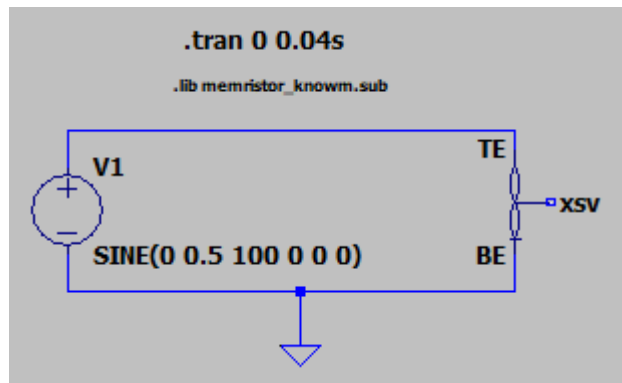 .tran 0 0.04s
.lib memristor_knowm.sub
TE
V1
XSV
SINE(0 0.5 100 0 0 0)
BE